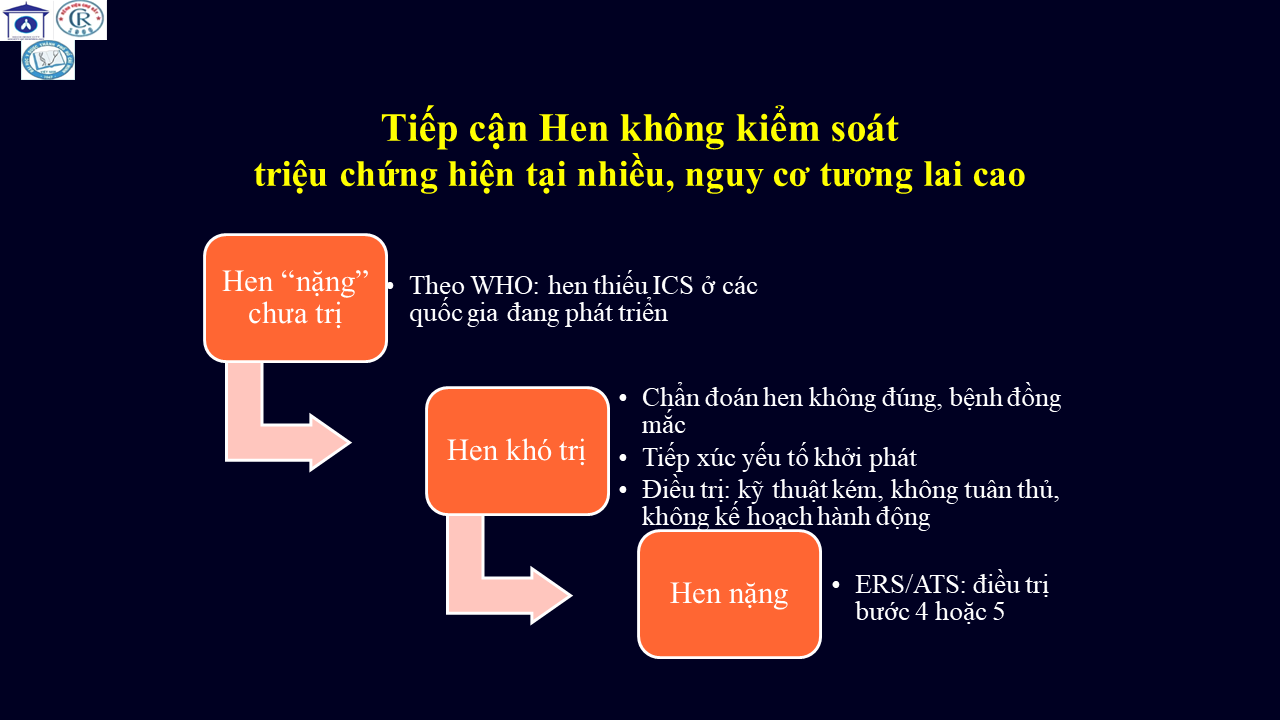 Tiếp cận Hen không kiểm soát
triệu chứng hiện tại nhiều, nguy cơ tương lai cao
Hen “nặng”
chưa trị
• Theo WHO: hen thiếu ICS ở các
quốc gia đang phát triển
Hen khó trị
• Chẩn đoán hen không đúng, bệnh đồng
mắc
• Tiếp xúc yếu tố khởi phát
• Điều trị: kỹ thuật kém, không tuân thủ,
không kế hoạch hành động
Hen nặng
• ERS/ATS: điều trị
bước 4 hoặc 5